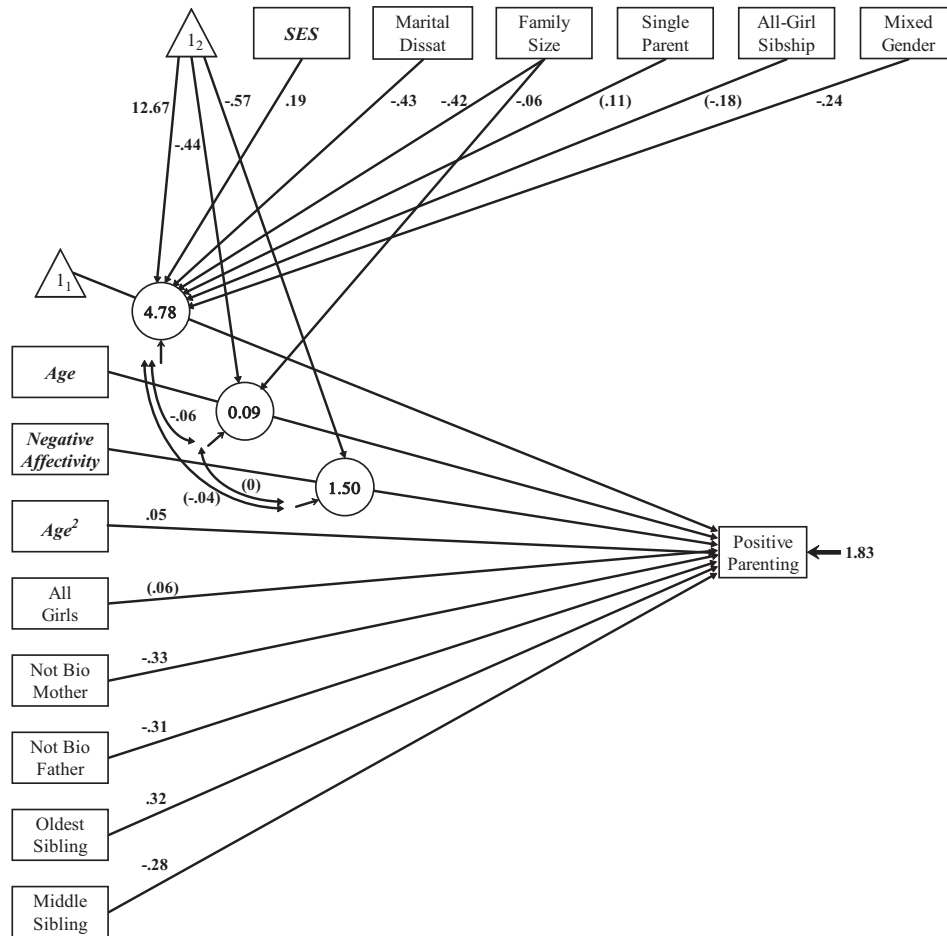 1₂
SES
Marital
Dissat
Family
Size
Single
Parent
All-Girl
Sibship
Mixed
Gender
12.67
-.44
-.57
.19
-.43
-.42
-.06
(.11)
(-.18)
-.24
1₁
4.78
Age
0.09
-.06
Negative
Affectivity
1.50
(0)
(-.04)
Age²
.05
Positive
Parenting
1.83
All
Girls
(.06)
Not Bio
Mother
-.33
Not Bio
Father
-.31
Oldest
Sibling
.32
Middle
Sibling
-.28